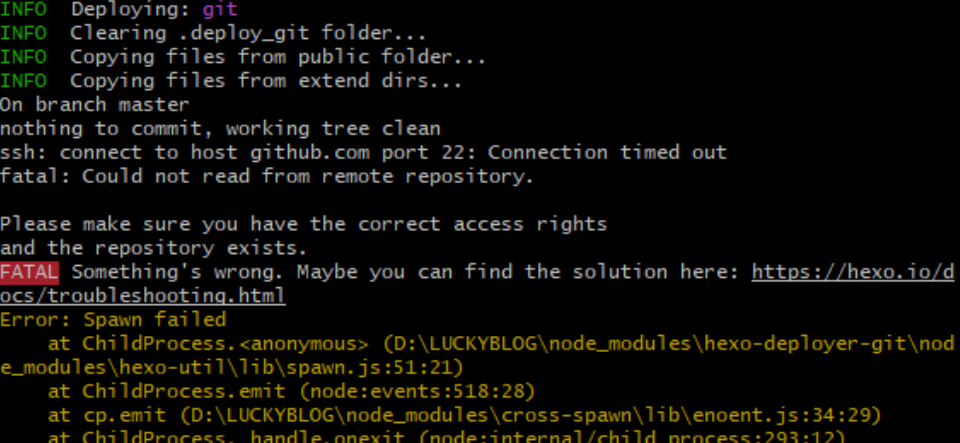 INFO  Deploying: git
INFO  Clearing .deploy_git folder...
INFO  Copying files from public folder...
INFO  Copying files from extend dirs...
On branch master
nothing to commit, working tree clean
ssh: connect to host github.com port 22: Connection timed out
fatal: Could not read from remote repository.

Please make sure you have the correct access rights
and the repository exists.
FATAL Something's wrong. Maybe you can find the solution here: https://hexo.io/d
ocs/troubleshooting.html
Error: Spawn failed
    at ChildProcess.<anonymous> (D:\LUCKYBLOG\node_modules\hexo-deployer-git\nod
e_modules\hexo-util\lib\spawn.js:51:21)
    at ChildProcess.emit (node:events:518:28)
    at cp.emit (D:\LUCKYBLOG\node_modules\cross-spawn\lib\enoent.js:34:29)
    at ChildProcess._handle.onexit (node:internal/child_process:293:12)